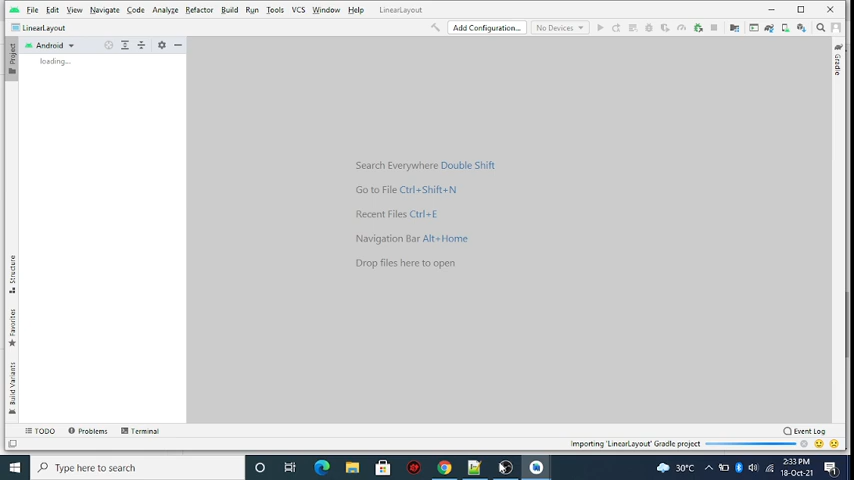 File Edit View Navigate Code Analyze Refactor Build Run Tools VCS Window Help LinearLayout
LinearLayout Add Configuration... No Devices
Project
Android
Gradle
loading...
Search Everywhere Double Shift
Go to File Ctrl+Shift+N
Recent Files Ctrl+E
Navigation Bar Alt+Home
Drop files here to open
Structure
Favorites
Build Variants
TODO Problems Terminal Event Log
Importing 'LinearLayout' Gradle project
Type here to search 30°C 2:33 PM
18-Oct-21 1